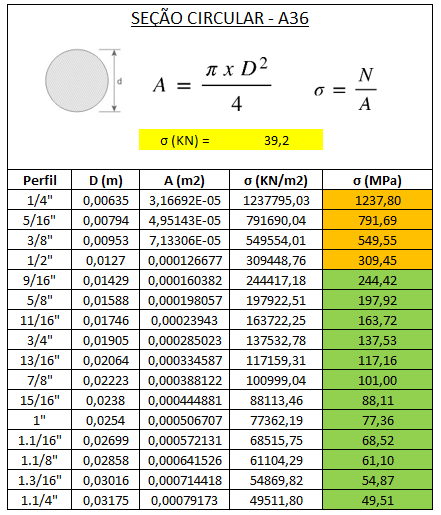 SEÇÃO CIRCULAR - A36
d
A = π x D² / 4
σ = N / A
σ (KN) = 39,2
Perfil D (m) A (m2) σ (KN/m2) σ (MPa)
1/4" 0,00635 3,16692E-05 1237795,03 1237,80
5/16" 0,00794 4,95143E-05 791690,04 791,69
3/8" 0,00953 7,13306E-05 549554,01 549,55
1/2" 0,0127 0,000126677 309448,76 309,45
9/16" 0,01429 0,000160382 244417,18 244,42
5/8" 0,01588 0,000198057 197922,51 197,92
11/16" 0,01746 0,00023943 163722,25 163,72
3/4" 0,01905 0,000285023 137532,78 137,53
13/16" 0,02064 0,000334587 117159,31 117,16
7/8" 0,02223 0,000388122 100999,04 101,00
15/16" 0,0238 0,000444881 88113,46 88,11
1" 0,0254 0,000506707 77362,19 77,36
1.1/16" 0,02699 0,000572131 68515,75 68,52
1.1/8" 0,02858 0,000641526 61104,29 61,10
1.3/16" 0,03016 0,000714418 54869,82 54,87
1.1/4" 0,03175 0,00079173 49511,80 49,51